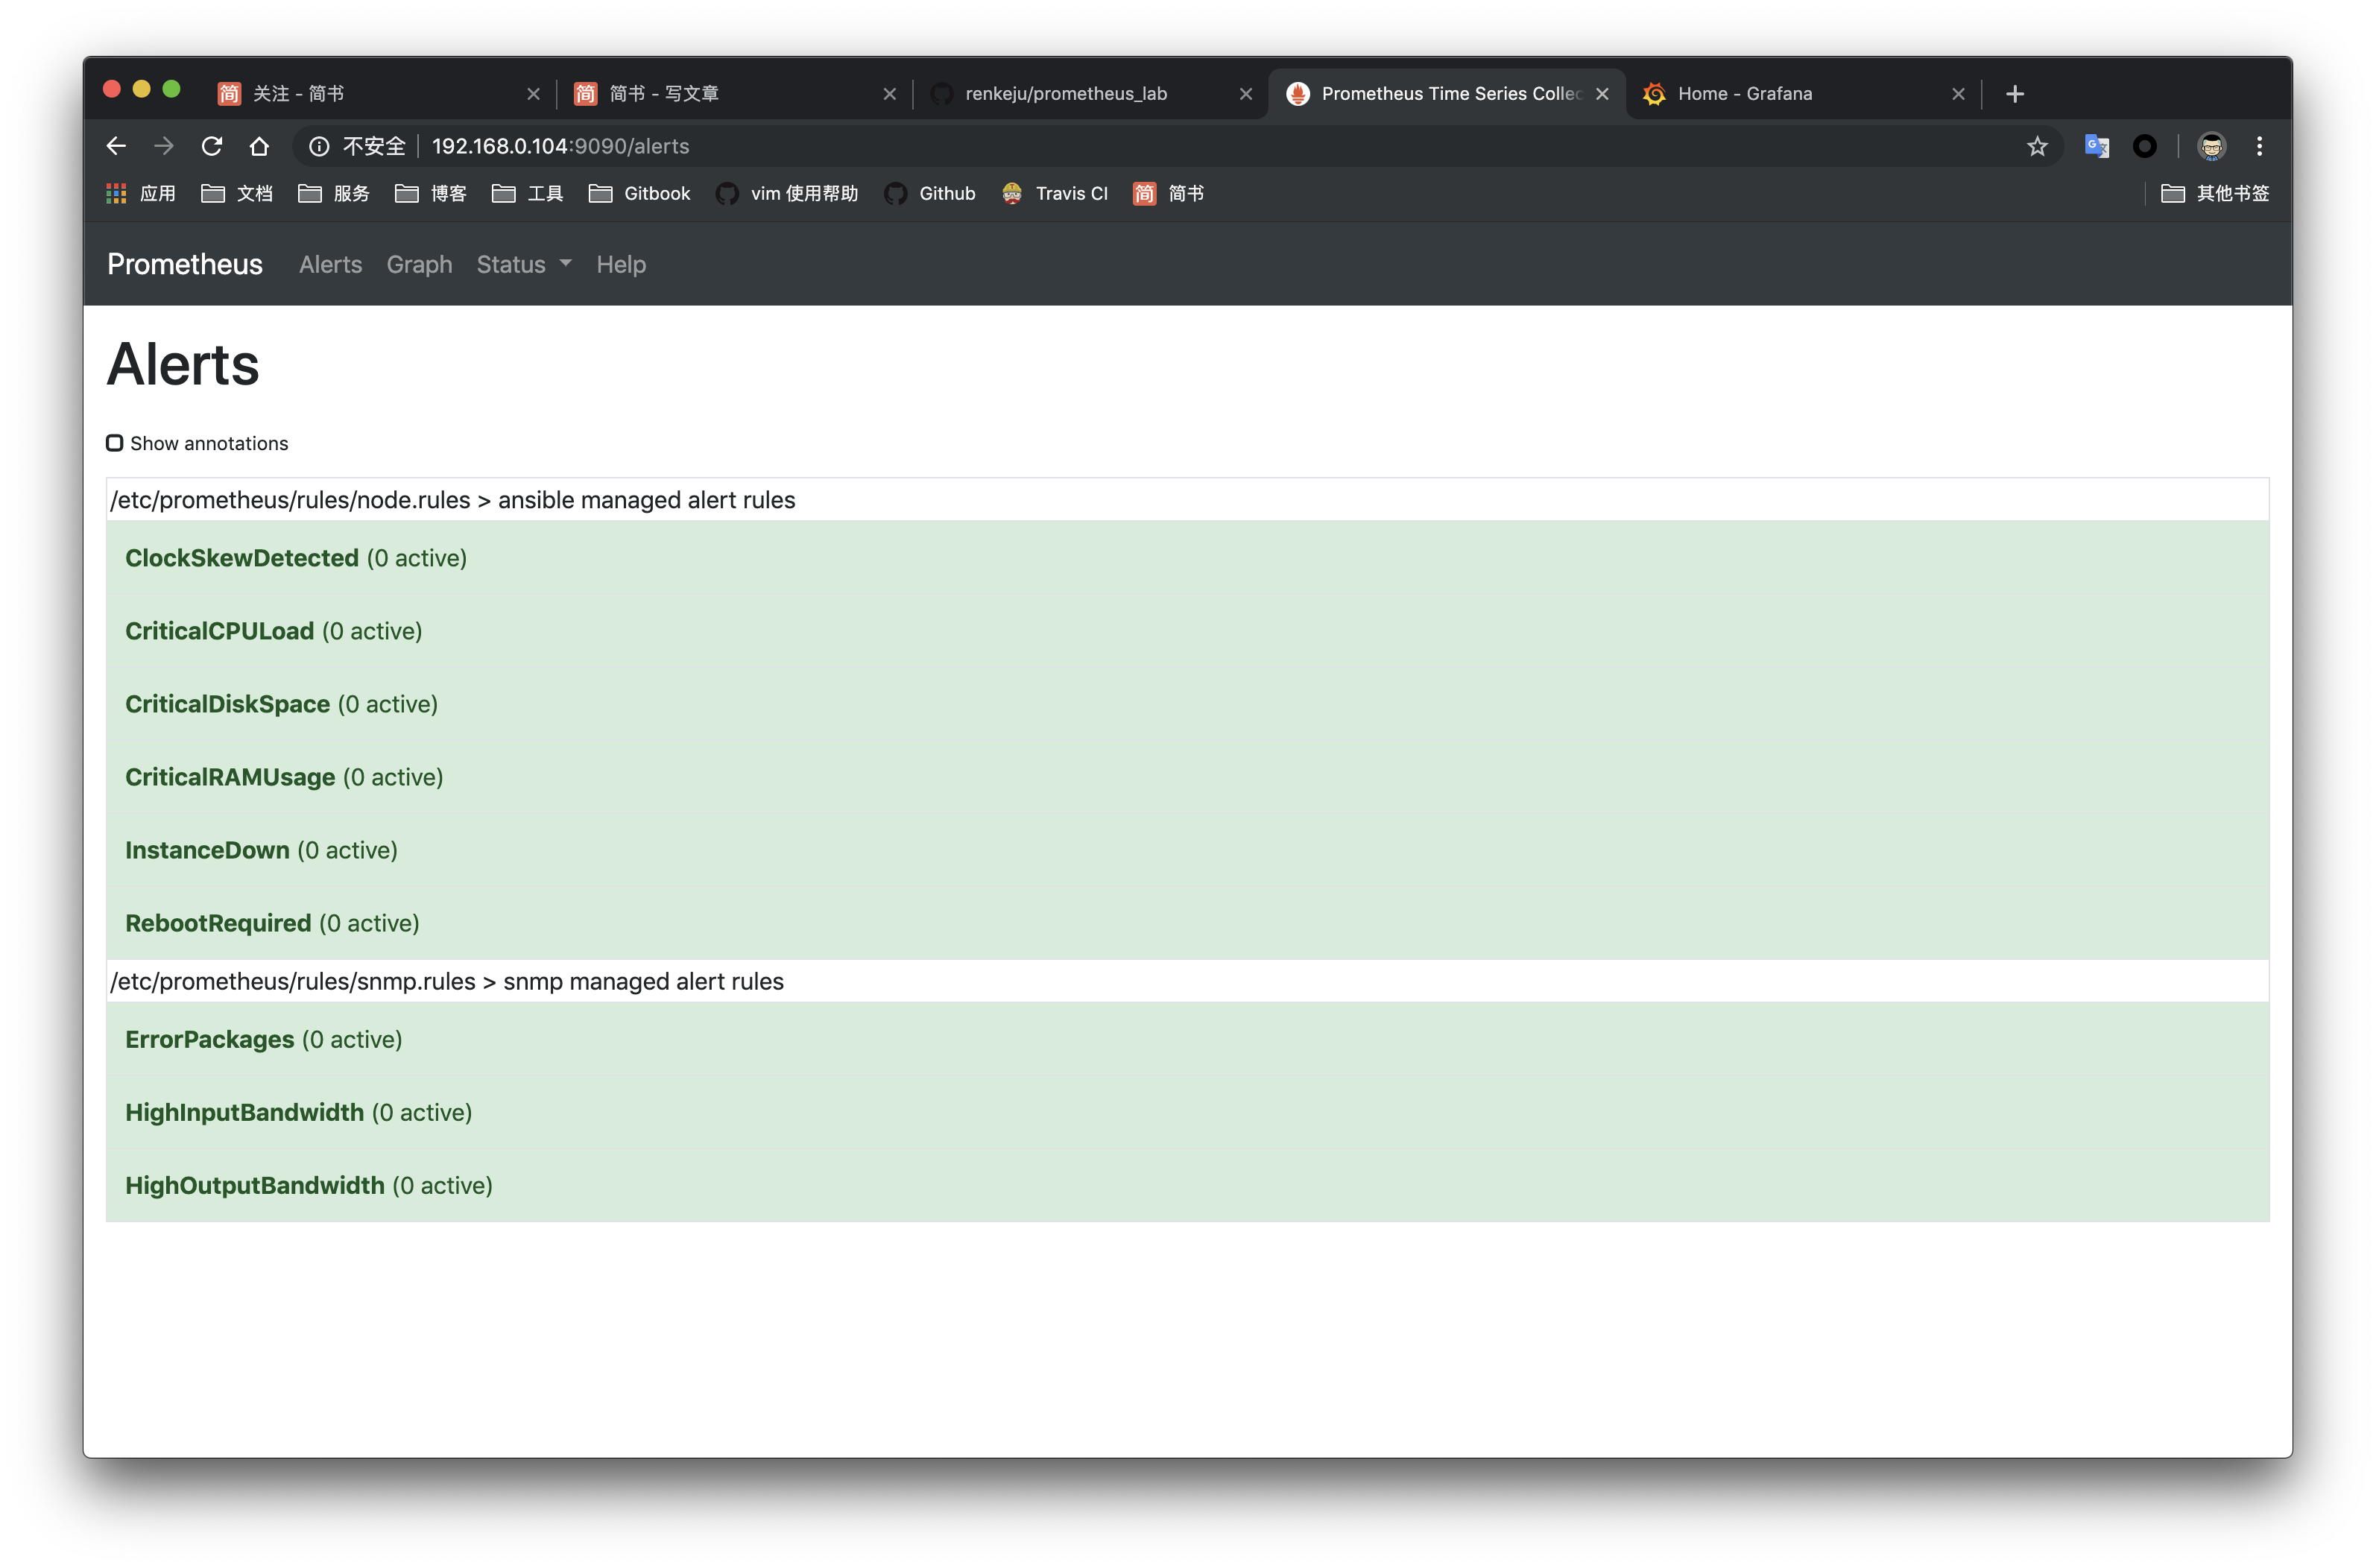 简 关注 - 简书
简 简书 - 写文章
renkeju/prometheus_lab
Prometheus Time Series Collec
Home - Grafana
不安全 192.168.0.104:9090/alerts
应用 文档 服务 博客 工具 Gitbook vim 使用帮助 Github Travis CI 简 简书 其他书签
Prometheus Alerts Graph Status Help
Alerts
Show annotations
/etc/prometheus/rules/node.rules > ansible managed alert rules
ClockSkewDetected (0 active)
CriticalCPULoad (0 active)
CriticalDiskSpace (0 active)
CriticalRAMUsage (0 active)
InstanceDown (0 active)
RebootRequired (0 active)
/etc/prometheus/rules/snmp.rules > snmp managed alert rules
ErrorPackages (0 active)
HighInputBandwidth (0 active)
HighOutputBandwidth (0 active)